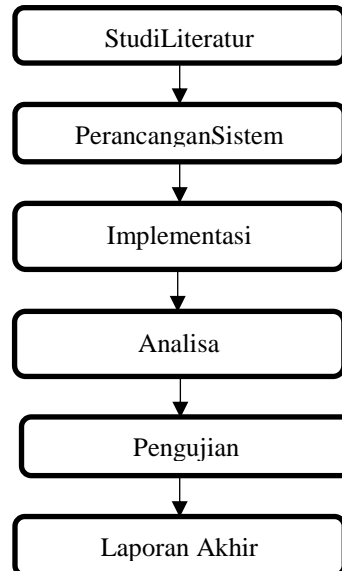 StudiLiteratur
PerancanganSistem
Implementasi
Analisa
Pengujian
Laporan Akhir